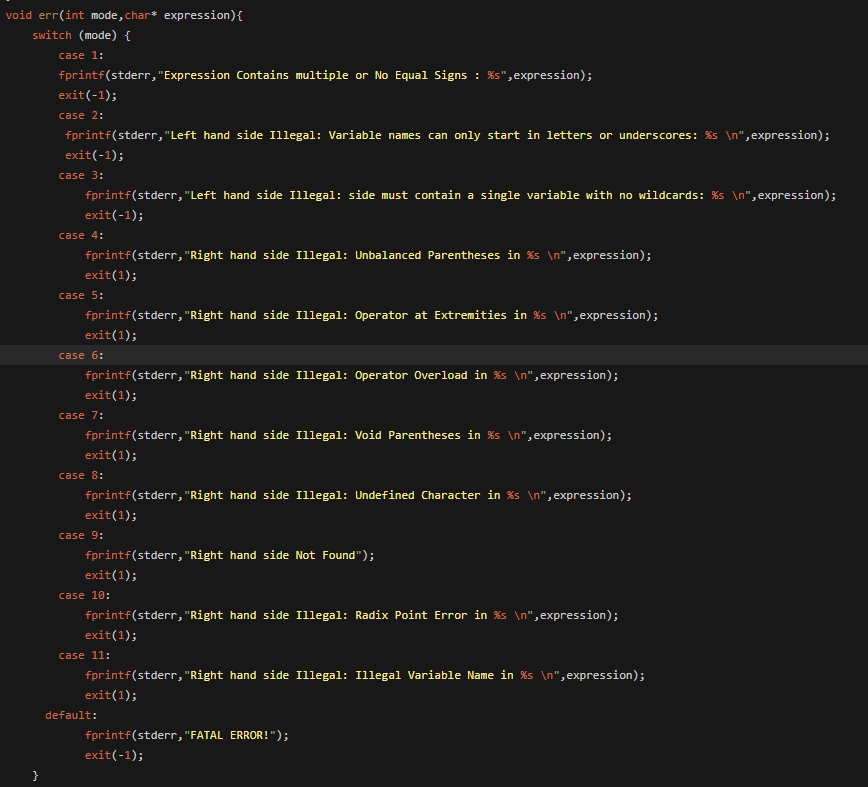 void err(int mode,char* expression){
    switch (mode) {
        case 1:
        fprintf(stderr,"Expression Contains multiple or No Equal Signs : %s",expression);
        exit(-1);
        case 2:
         fprintf(stderr,"Left hand side Illegal: Variable names can only start in letters or underscores: %s \n",expression);
         exit(-1);
        case 3:
            fprintf(stderr,"Left hand side Illegal: side must contain a single variable with no wildcards: %s \n",expression);
            exit(-1);
        case 4:
            fprintf(stderr,"Right hand side Illegal: Unbalanced Parentheses in %s \n",expression);
            exit(1);
        case 5:
            fprintf(stderr,"Right hand side Illegal: Operator at Extremities in %s \n",expression);
            exit(1);
        case 6:
            fprintf(stderr,"Right hand side Illegal: Operator Overload in %s \n",expression);
            exit(1);
        case 7:
            fprintf(stderr,"Right hand side Illegal: Void Parentheses in %s \n",expression);
            exit(1);
        case 8:
            fprintf(stderr,"Right hand side Illegal: Undefined Character in %s \n",expression);
            exit(1);
        case 9:
            fprintf(stderr,"Right hand side Not Found");
            exit(1);
        case 10:
            fprintf(stderr,"Right hand side Illegal: Radix Point Error in %s \n",expression);
            exit(1);
        case 11:
            fprintf(stderr,"Right hand side Illegal: Illegal Variable Name in %s \n",expression);
            exit(1);
      default:
            fprintf(stderr,"FATAL ERROR!");
            exit(-1);
    }